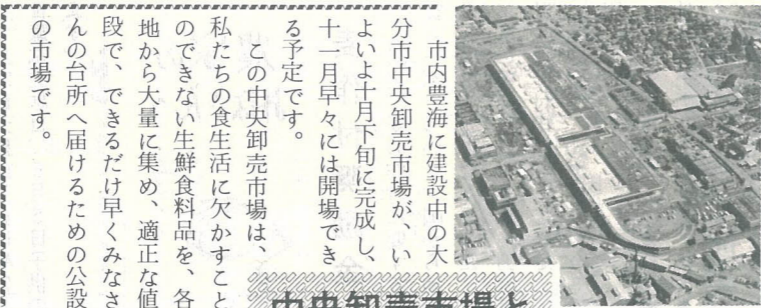 市内豊海に建設中の大
分市中央卸売市場が、い
よいよ十月下旬に完成し、
十一月早々には開場でき
る予定です。
この中央卸売市場は、
私たちの食生活に欠かすこと
のできない生鮮食料品を、各
地から大量に集め、適正な値
段で、できるだけ早くみなさ
んの台所へ届けるための公設
の市場です。
中央卸売市場と